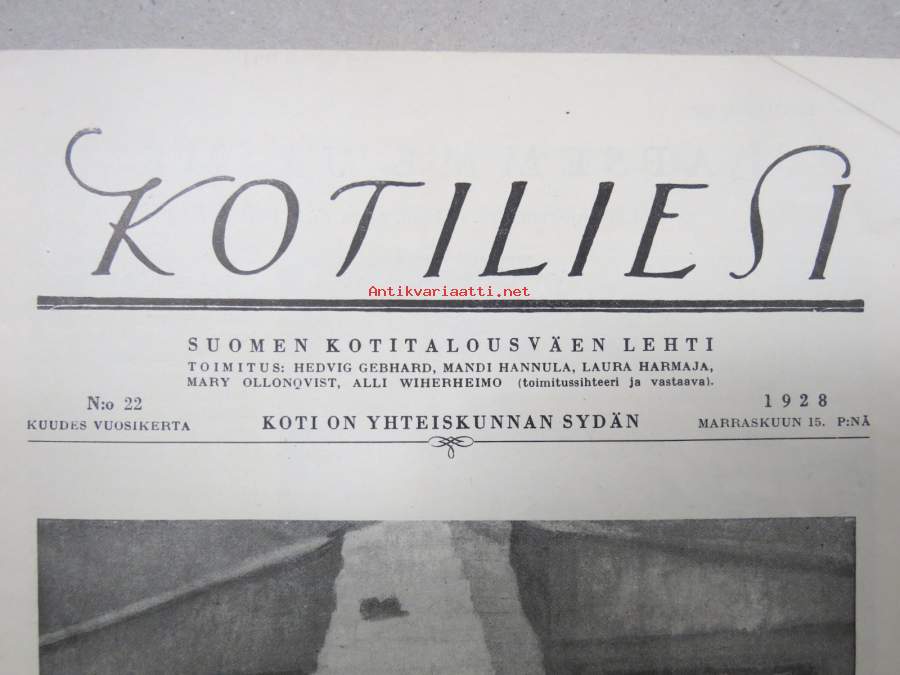 KOTILIESI
Antikvariaatti.net
SUOMEN KOTITALOUSVÄEN LEHTI
TOIMITUS: HEDVIG GEBHARD, MANDI HANNULA, LAURA HARMAJA,
MARY OLLONQVIST, ALLI WIHERHEIMO (toimitussihteeri ja vastaava).
N:o 22
KUUDES VUOSIKERTA
KOTI ON YHTEISKUNNAN SYDÄN
1928
MARRASKUUN 15. P:NÄ